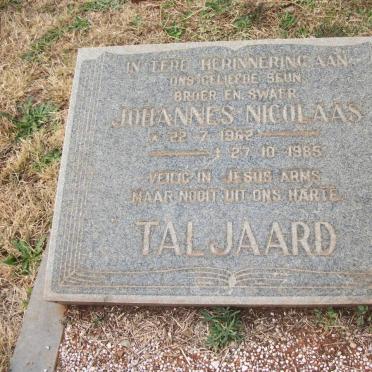 IN TERE HERINNERING AAN
ONS GELIEFDE SEUN
BROER EN SWAER
JOHANNES NICOLAAS
* 22·7·1962
† 27·10·1985
VEILIG IN JESUS ARMS
MAAR NOOIT UIT ONS HARTE
TALJAARD